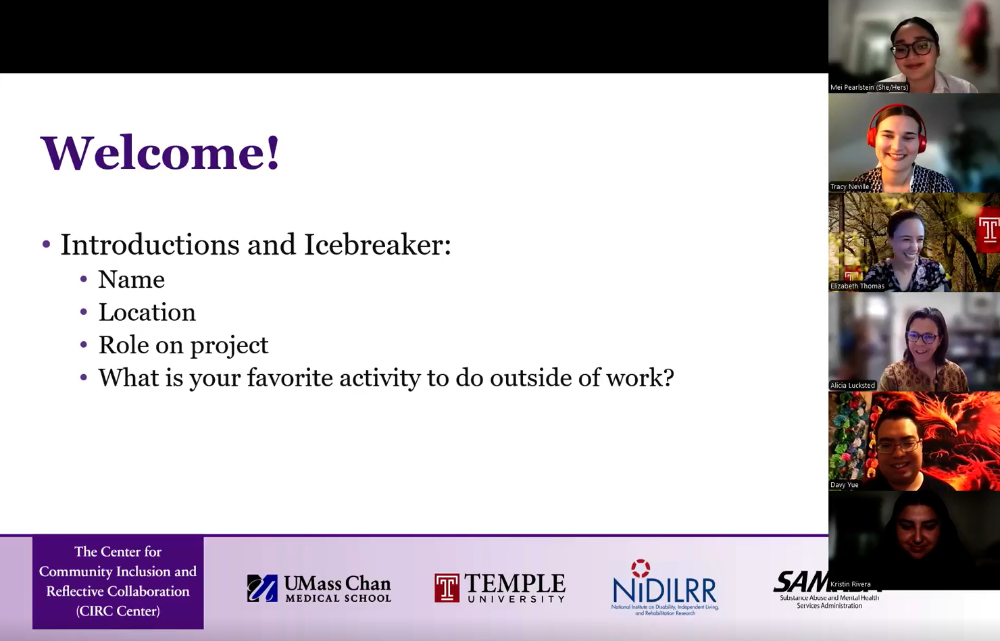 Welcome!
• Introductions and Icebreaker:
• Name
• Location
• Role on project
• What is your favorite activity to do outside of work?
The Center for
Community Inclusion and
Reflective Collaboration
(CIRC Center)
UMass Chan
MEDICAL SCHOOL
T
TEMPLE
UNIVERSITY
NiDILRR
National Institute on Disability, Independent Living,
and Rehabilitation Research
Substance Abuse and Mental Health
Services Administration
Mei Pearlstein (She/Hers)
Tracy Neville
T
T
Elizabeth Thomas
Alicia Lucksted
Davy Yue
Kristin Rivera